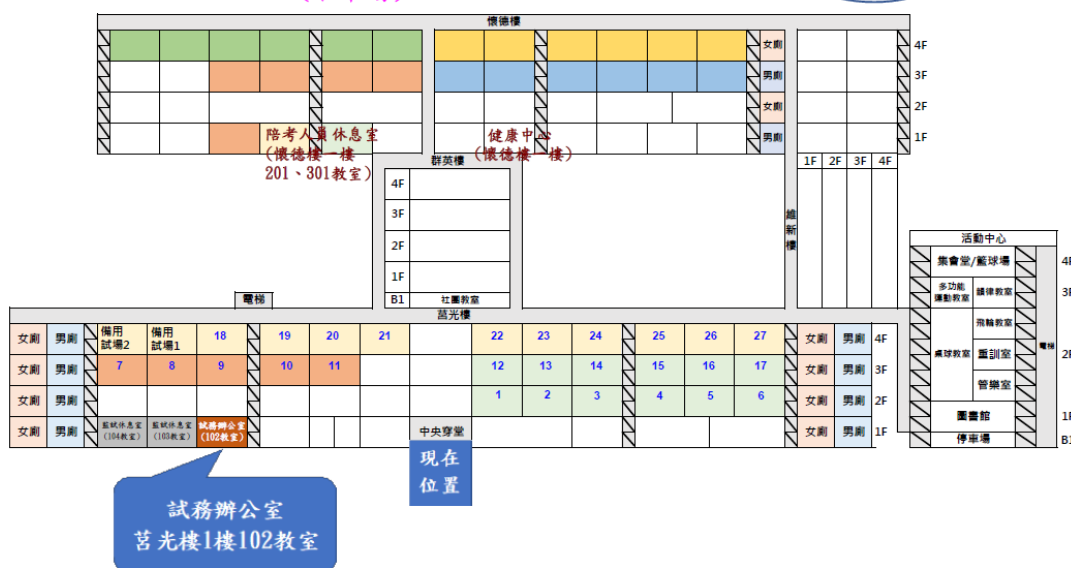 懷德樓
女廁 4F
男廁 3F
女廁 2F
男廁 1F
陪考人員休息室
(懷德樓一樓
201、301教室)
健康中心
(懷德樓一樓)
群英樓
1F 2F 3F 4F
4F
3F
2F
1F
B1 社團教室
維新樓
活動中心
集會堂/籃球場 4F
多功能
運動教室
韻律教室 3F
飛輪教室
桌球教室 重訓室 2F
管樂室
圖書館 1F
停車場 B1
電梯
電梯
莒光樓
女廁 男廁 備用
試場2 備用
試場1 18 19 20 21 22 23 24 25 26 27 女廁 男廁 4F
女廁 男廁 7 8 9 10 11 12 13 14 15 16 17 女廁 男廁 3F
女廁 男廁 1 2 3 4 5 6 女廁 男廁 2F
女廁 男廁 監試休息室
(104教室) 監試休息室
(103教室) 試務辦公室
(102教室) 中央穿堂 女廁 男廁 1F
現在
位置
試務辦公室
莒光樓1樓102教室